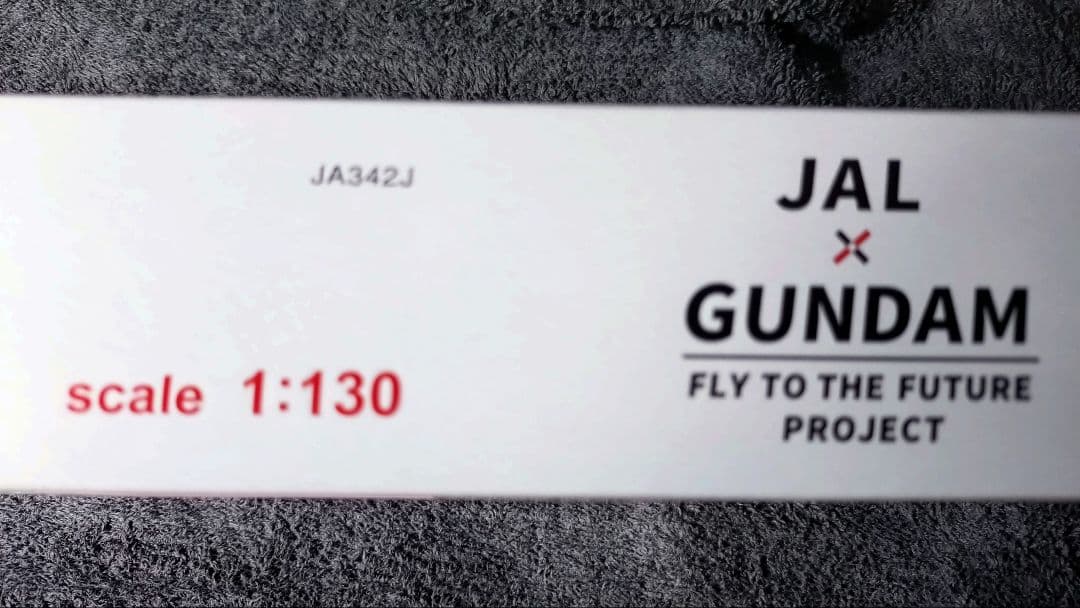 JA342J
scale 1:130
JAL
×
GUNDAM
FLY TO THE FUTURE
PROJECT